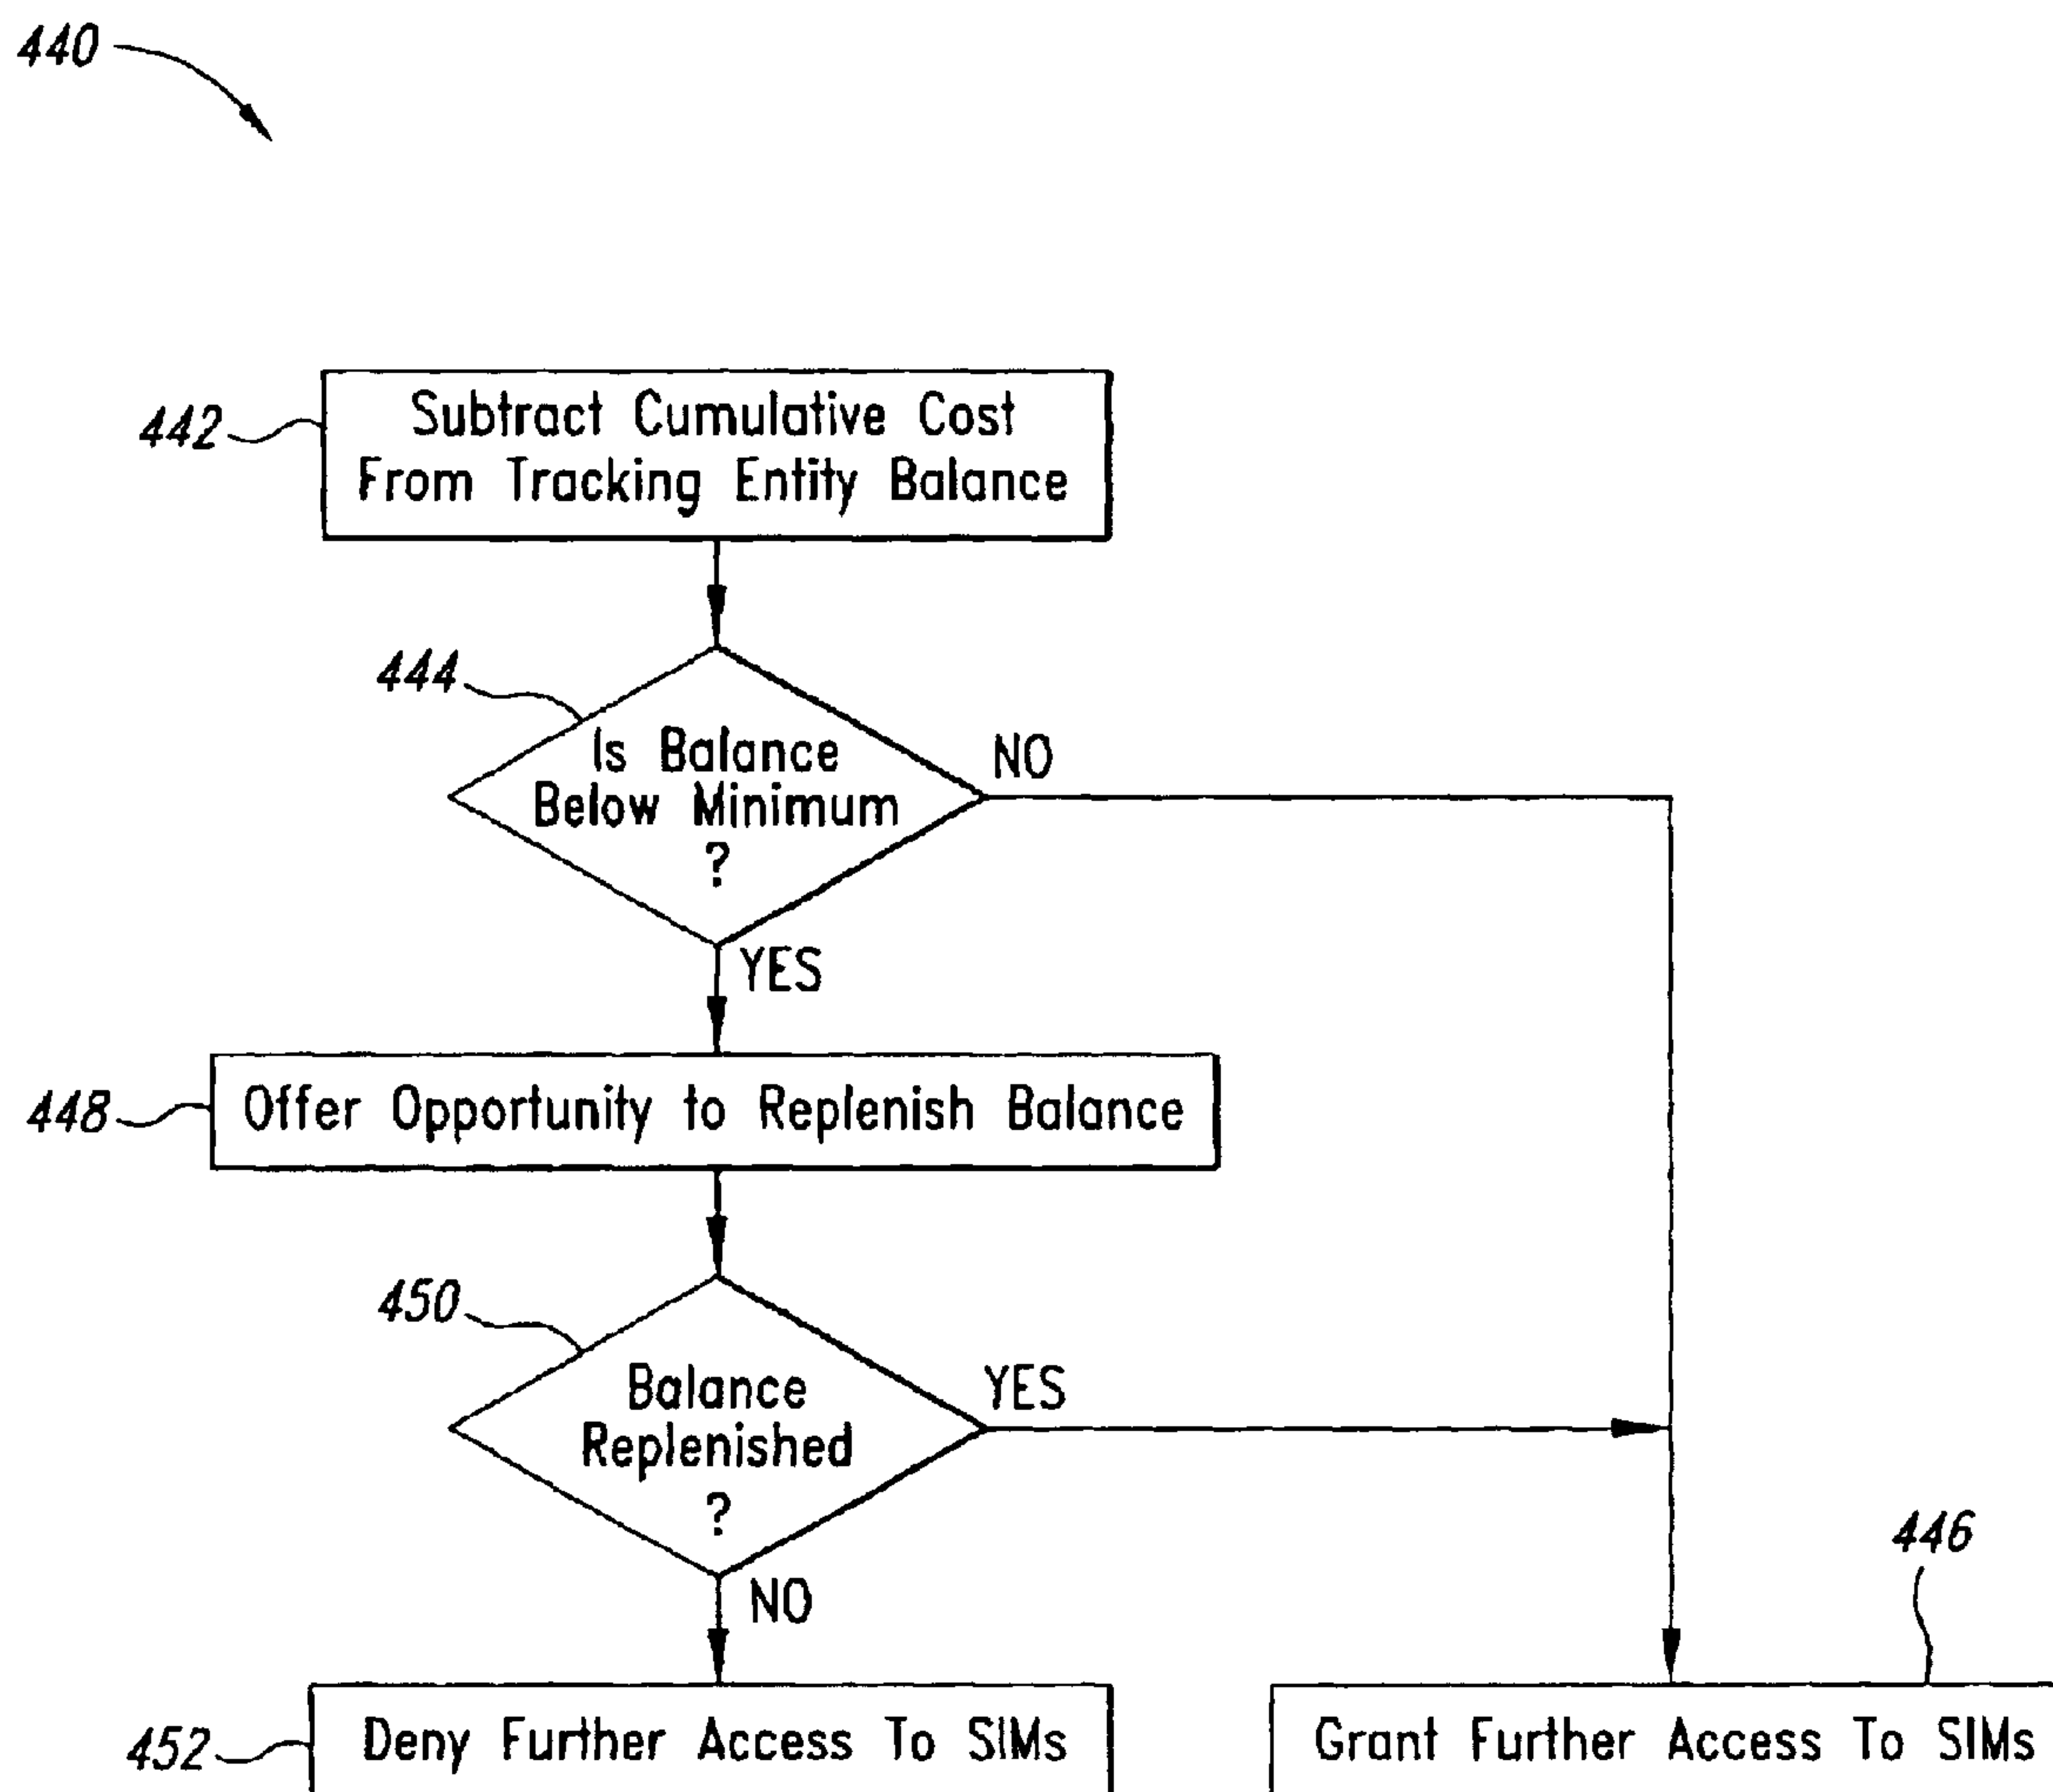 440
442
Subtract Cumulative Cost
From Tracking Entity Balance
444
Is Balance
Below Minimum
?
NO
YES
448
Offer Opportunity to Replenish Balance
450
Balance
Replenished
?
YES
NO
446
452
Deny Further Access To SIMs
Grant Further Access To SIMs